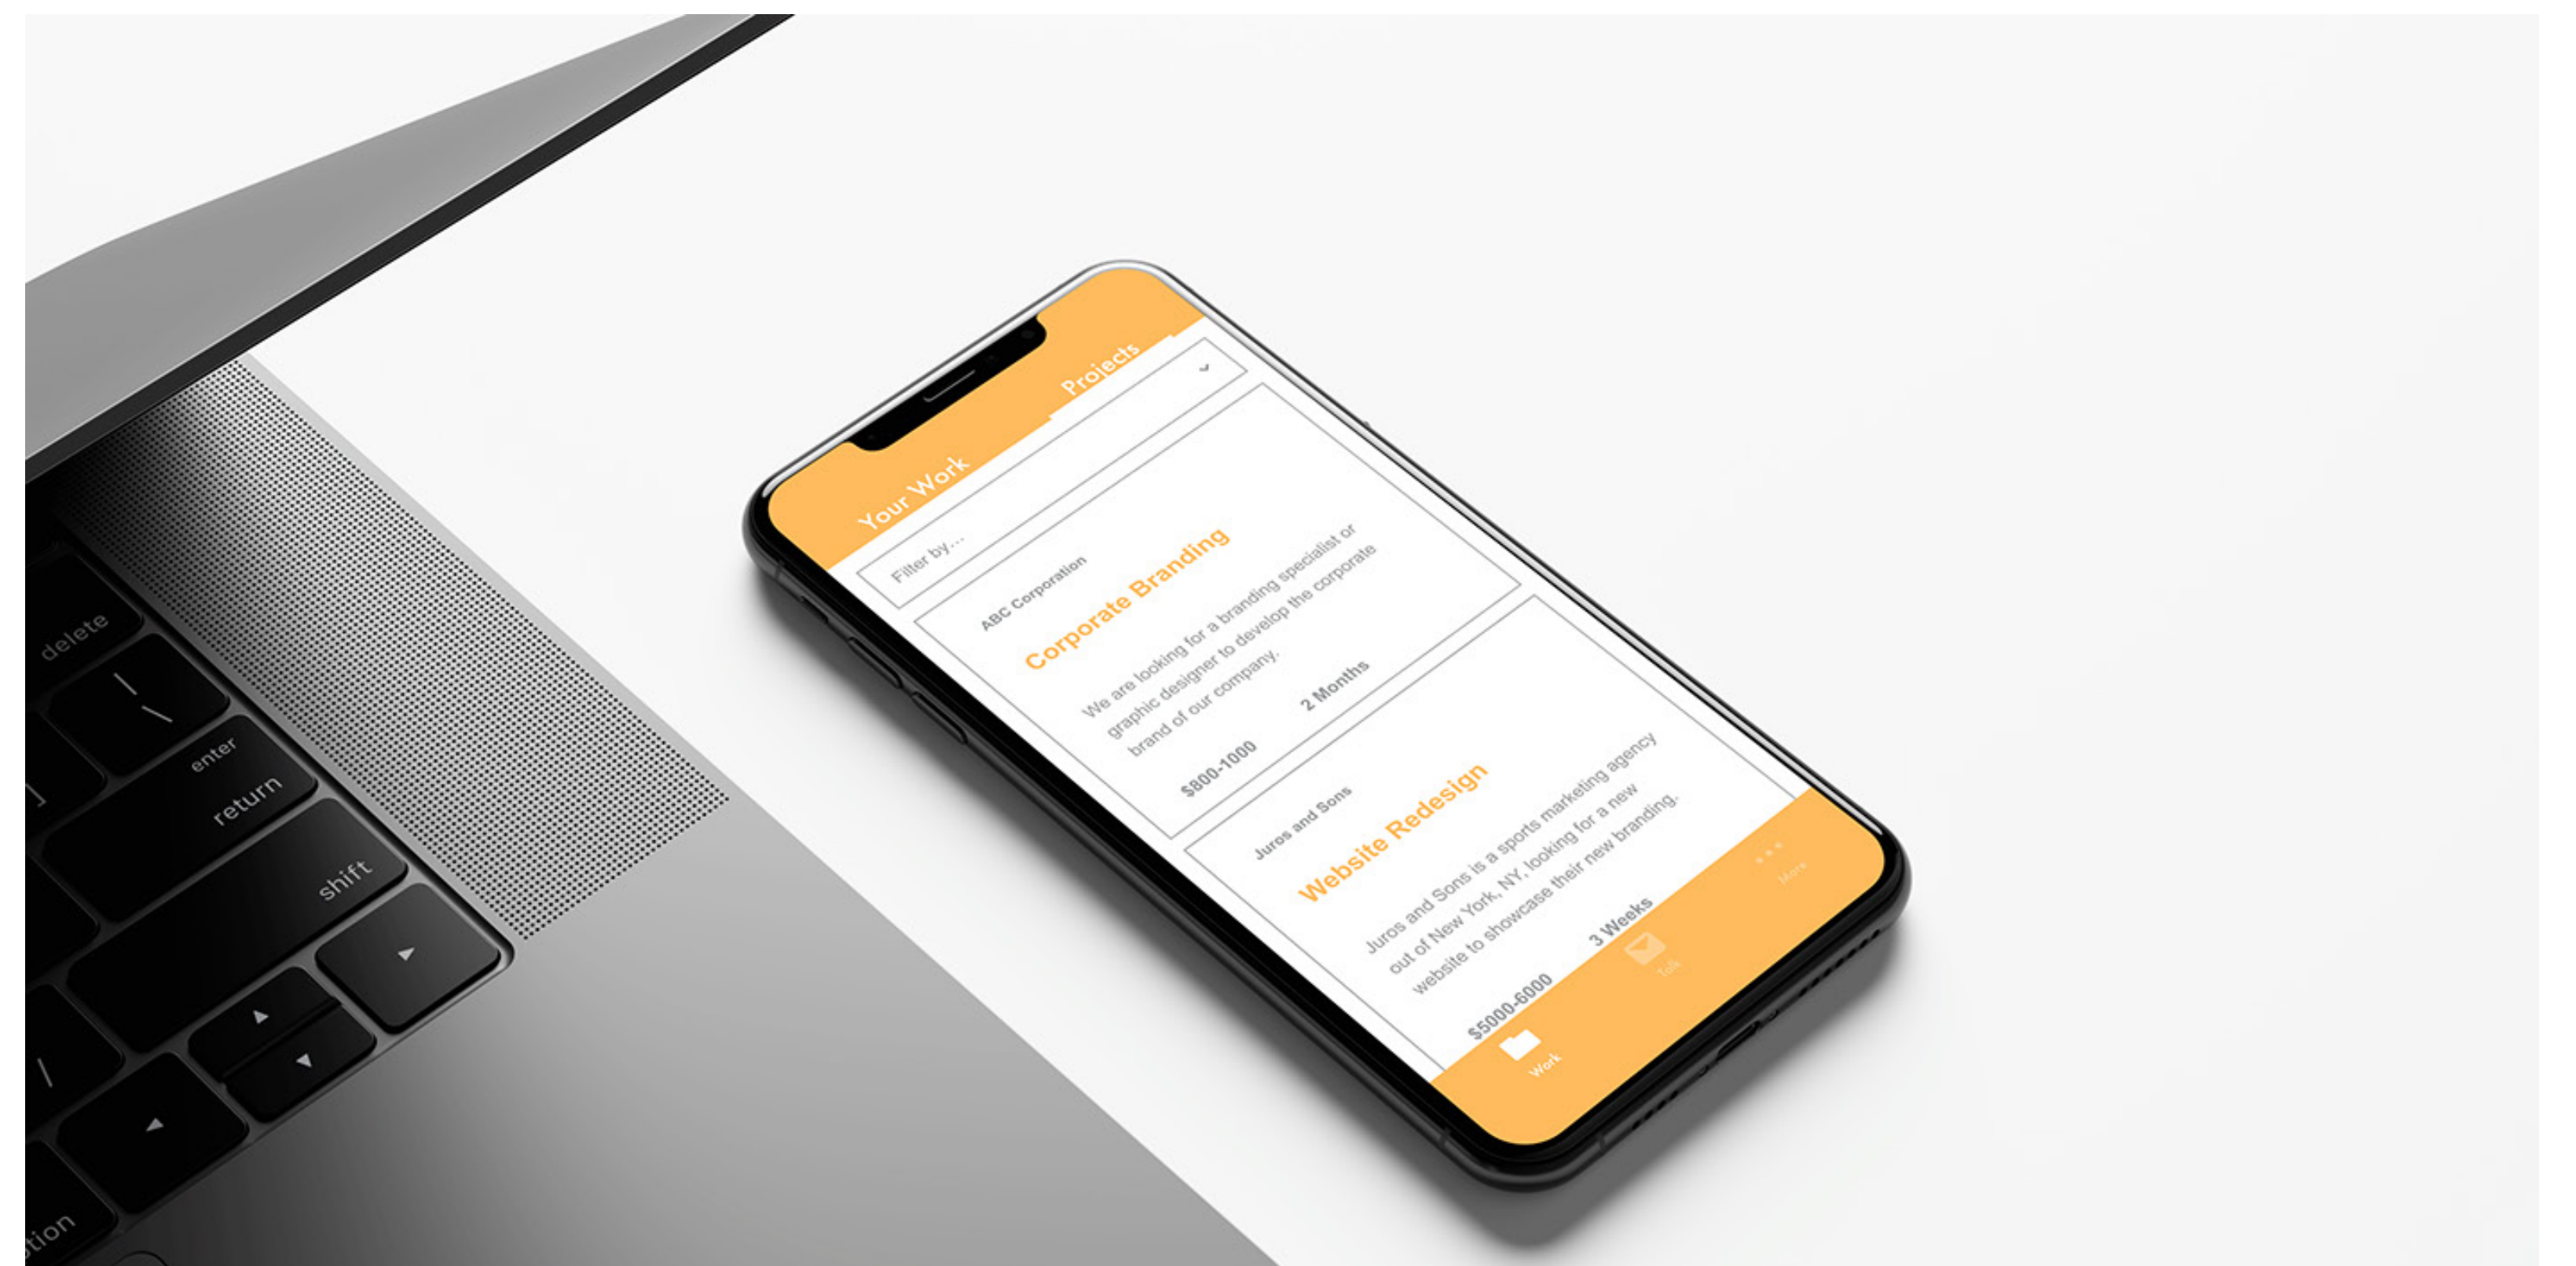 Your Work
Projects
Filter by...
ABC Corporation
Corporate Branding
We are looking for a branding specialist or
graphic designer to develop the corporate
brand of our company.
$800-1000
2 Months
Juros and Sons
Website Redesign
Juros and Sons is a sports marketing agency
out of New York, NY, looking for a new
website to showcase their new branding.
$5000-6000
3 Weeks
Work
Talk
More
delete
|
\
]
enter
return
shift
/
tion